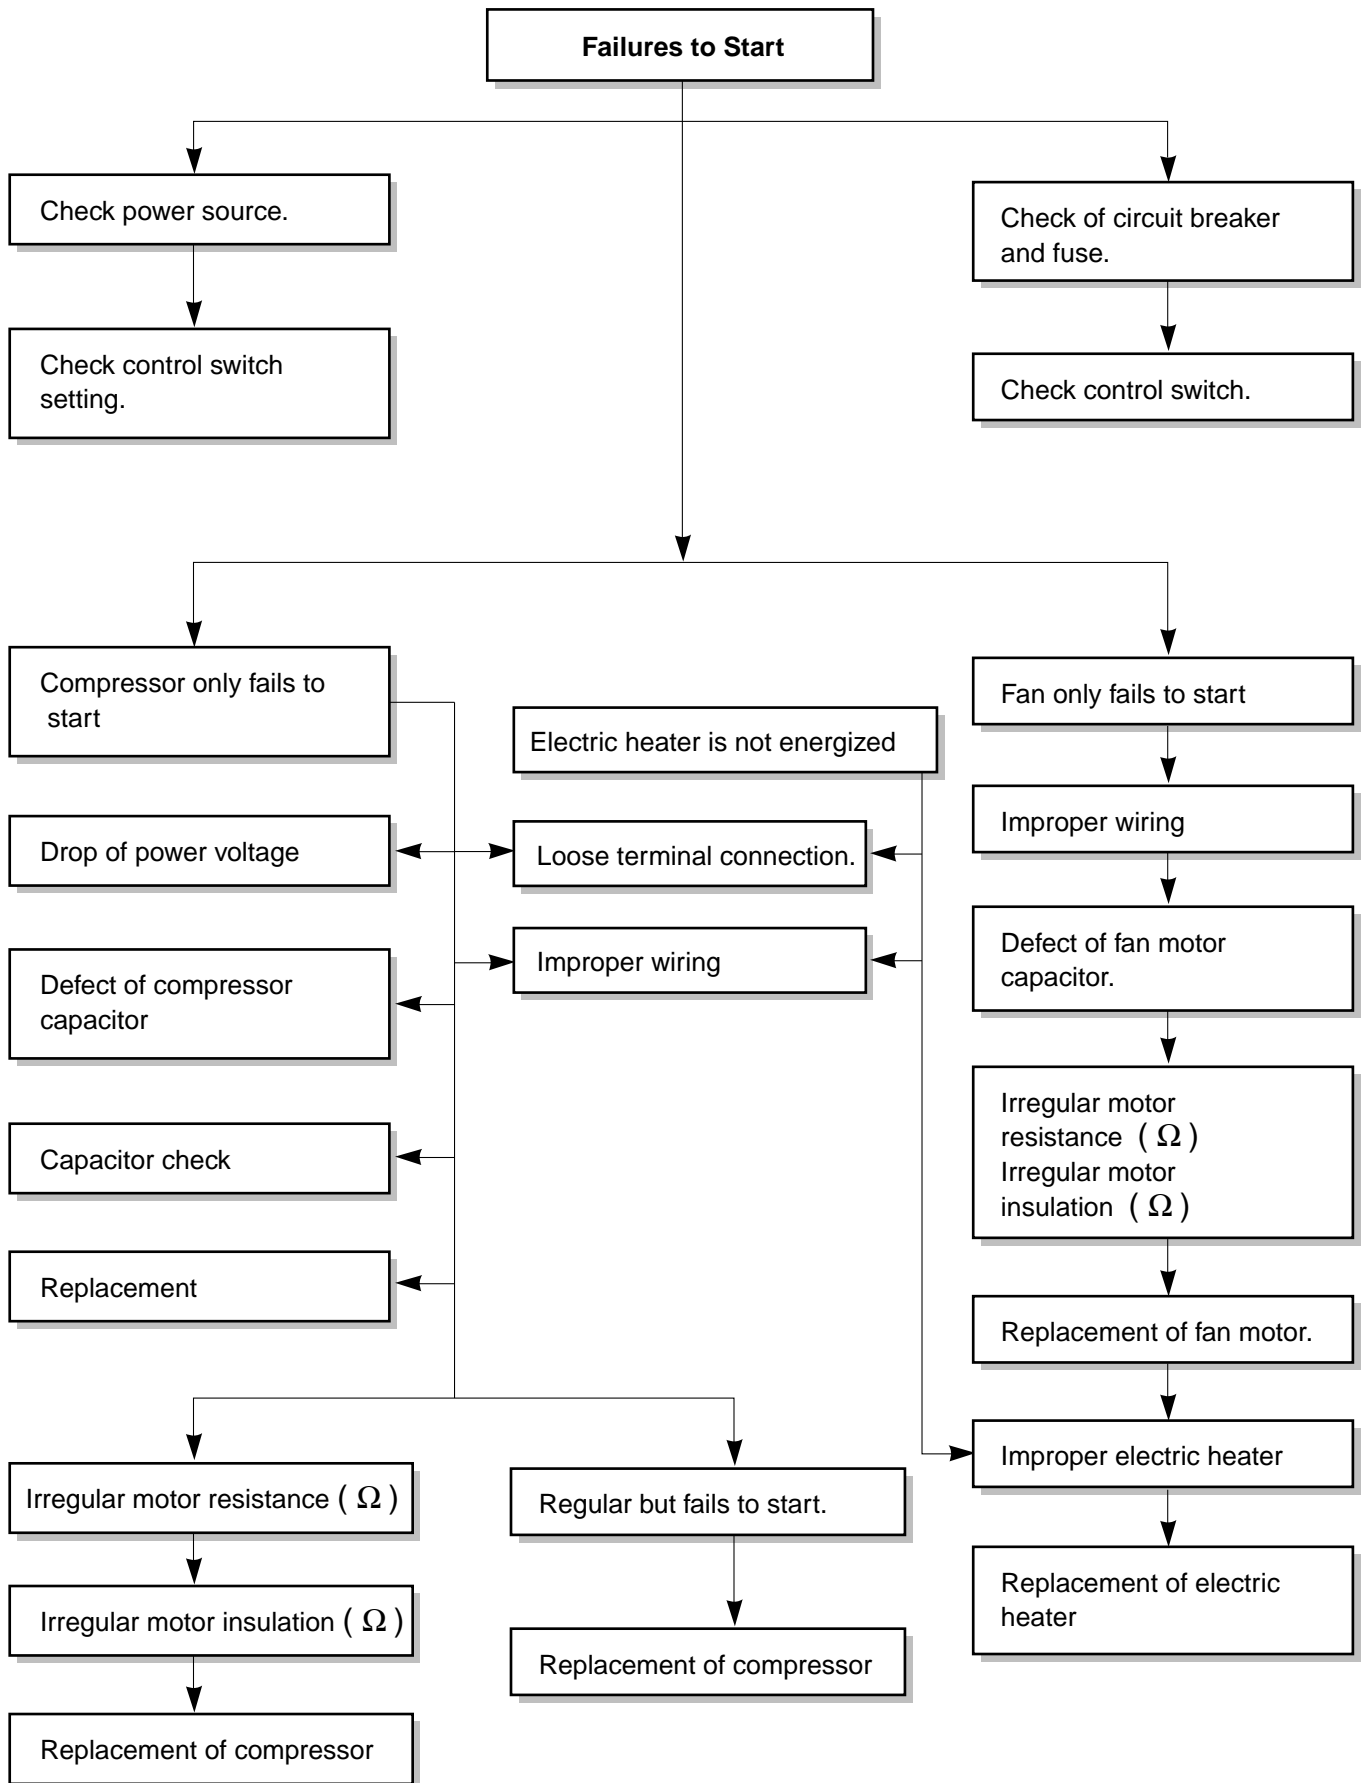 Failures to Start
Check power source.
Check of circuit breaker
and fuse.
Check control switch
setting.
Check control switch.
Compressor only fails to
start
Electric heater is not energized
Fan only fails to start
Drop of power voltage
Loose terminal connection.
Improper wiring
Defect of compressor
capacitor
Improper wiring
Defect of fan motor
capacitor.
Capacitor check
Irregular motor
resistance ( Ω )
Irregular motor
insulation ( Ω )
Replacement
Replacement of fan motor.
Irregular motor resistance ( Ω )
Regular but fails to start.
Improper electric heater
Irregular motor insulation ( Ω )
Replacement of compressor
Replacement of electric
heater
Replacement of compressor